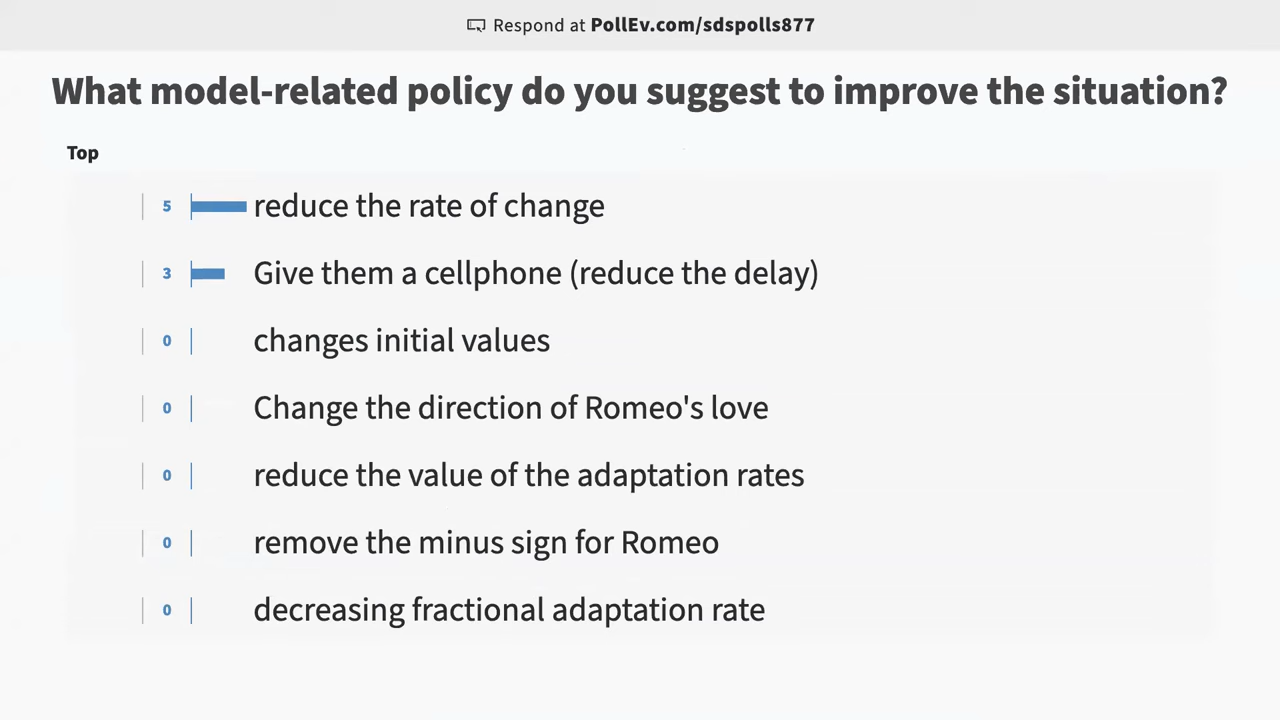 Respond at PollEv.com/sdspolls877
What model-related policy do you suggest to improve the situation?
Top
5 reduce the rate of change
3 Give them a cellphone (reduce the delay)
0 changes initial values
0 Change the direction of Romeo's love
0 reduce the value of the adaptation rates
0 remove the minus sign for Romeo
0 decreasing fractional adaptation rate